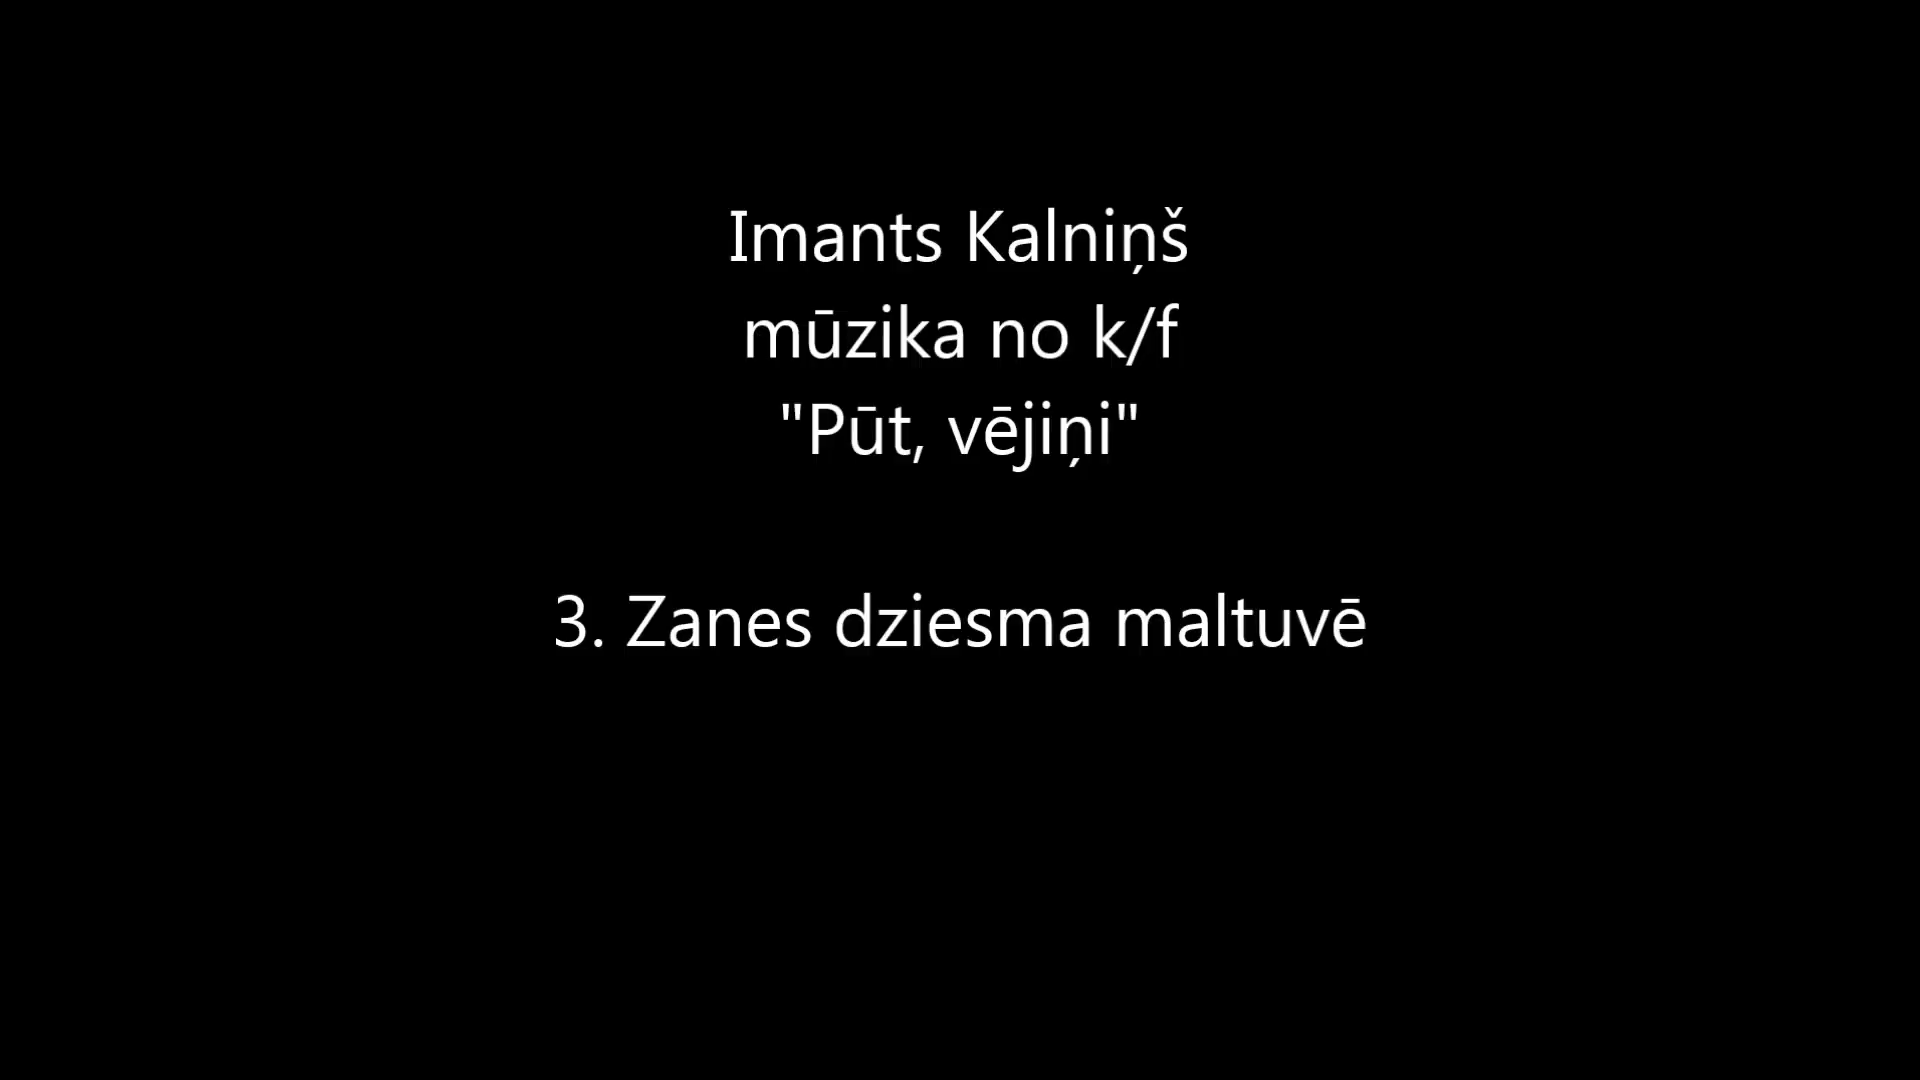 Imants Kalniņš
mūzika no k/f
"Pūt, vējiņi"
3. Zanes dziesma maltuvē